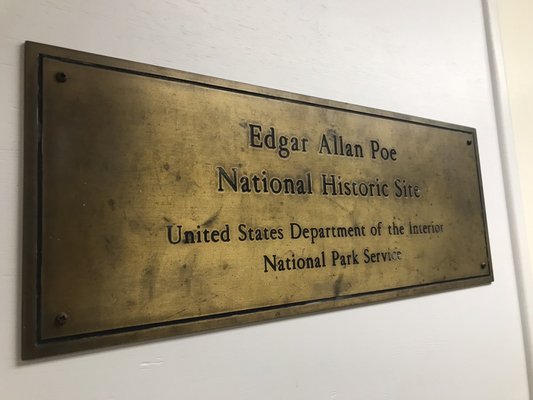 Edgar Allan Poe
National Historic Site
United States Department of the Interior
National Park Service